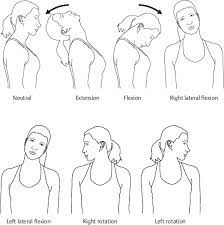 Neutral
Extension
Flexion
Right lateral flexion
Left lateral flexion
Right rotation
Left rotation